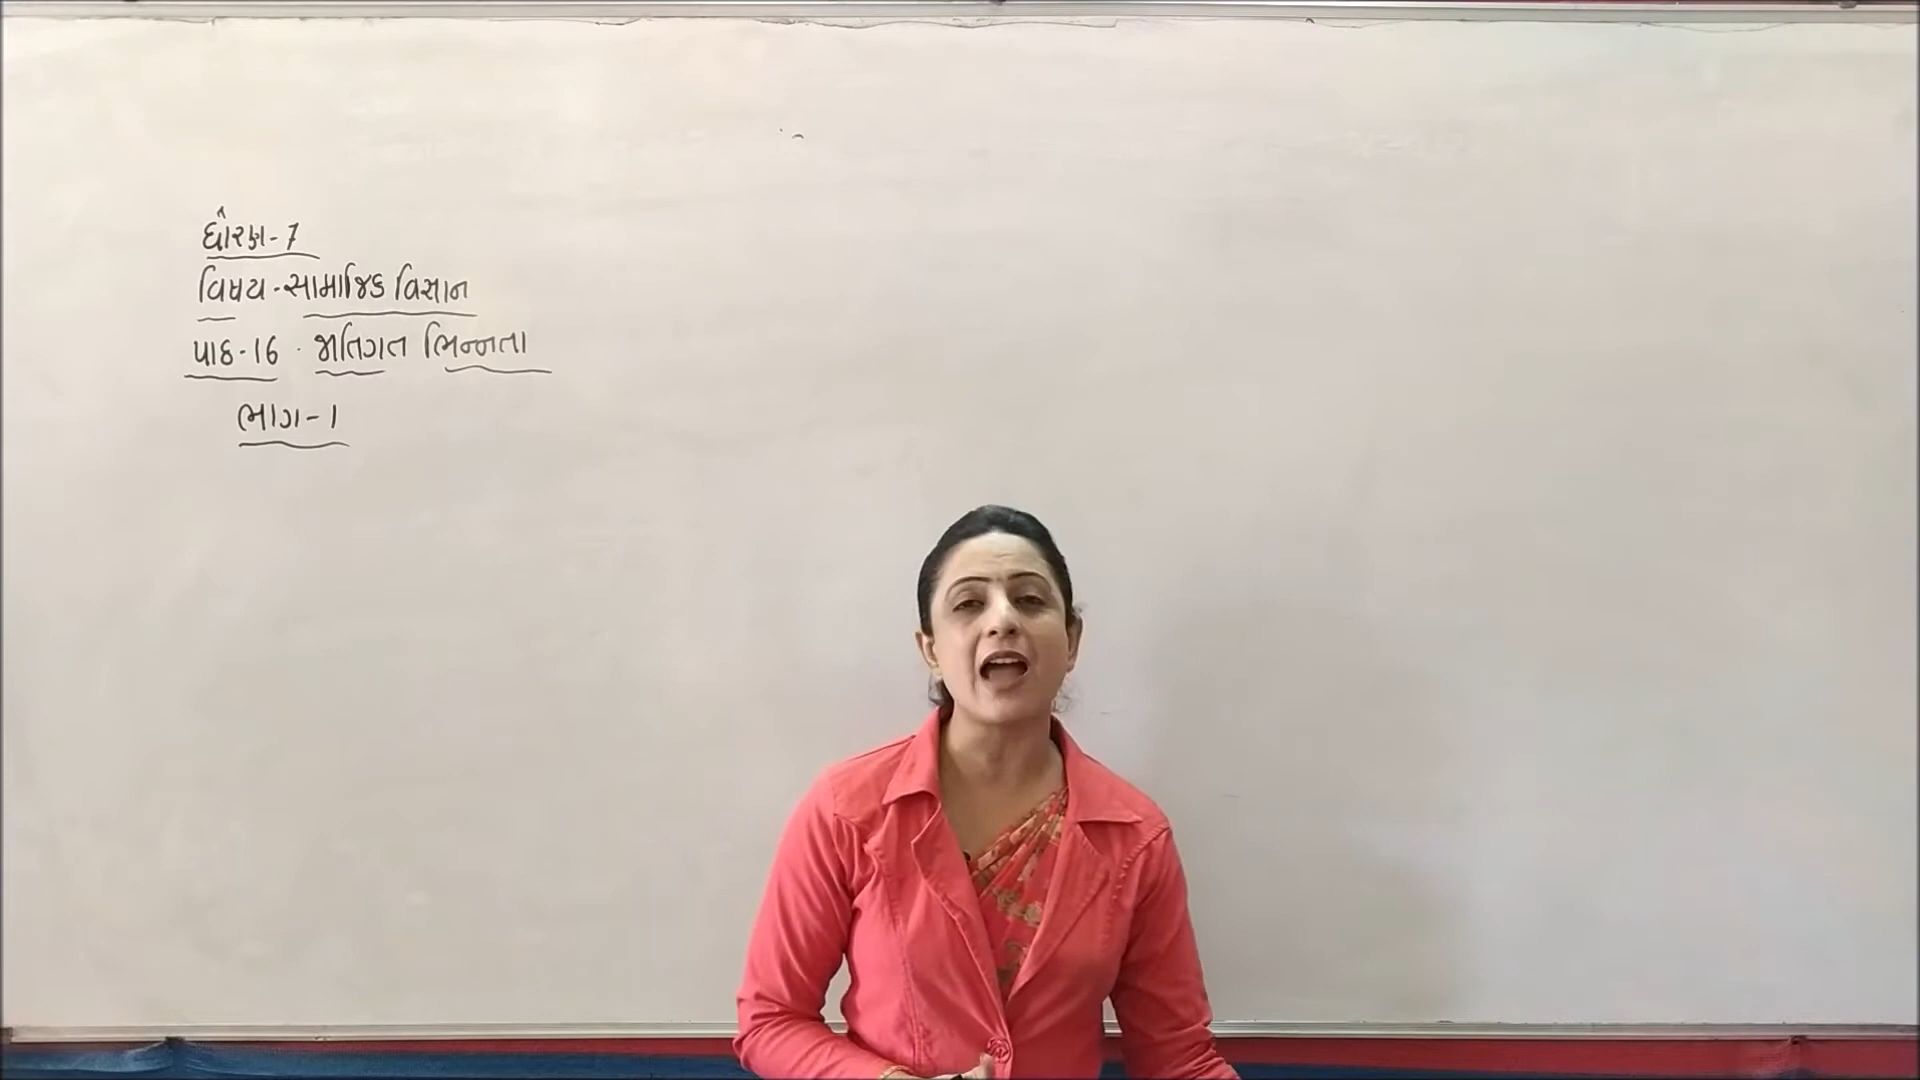 ધોરણ-7
વિષય-સામાજિક વિજ્ઞાન
પાઠ-16 જાતિગત ભિન્નતા
ભાગ-1